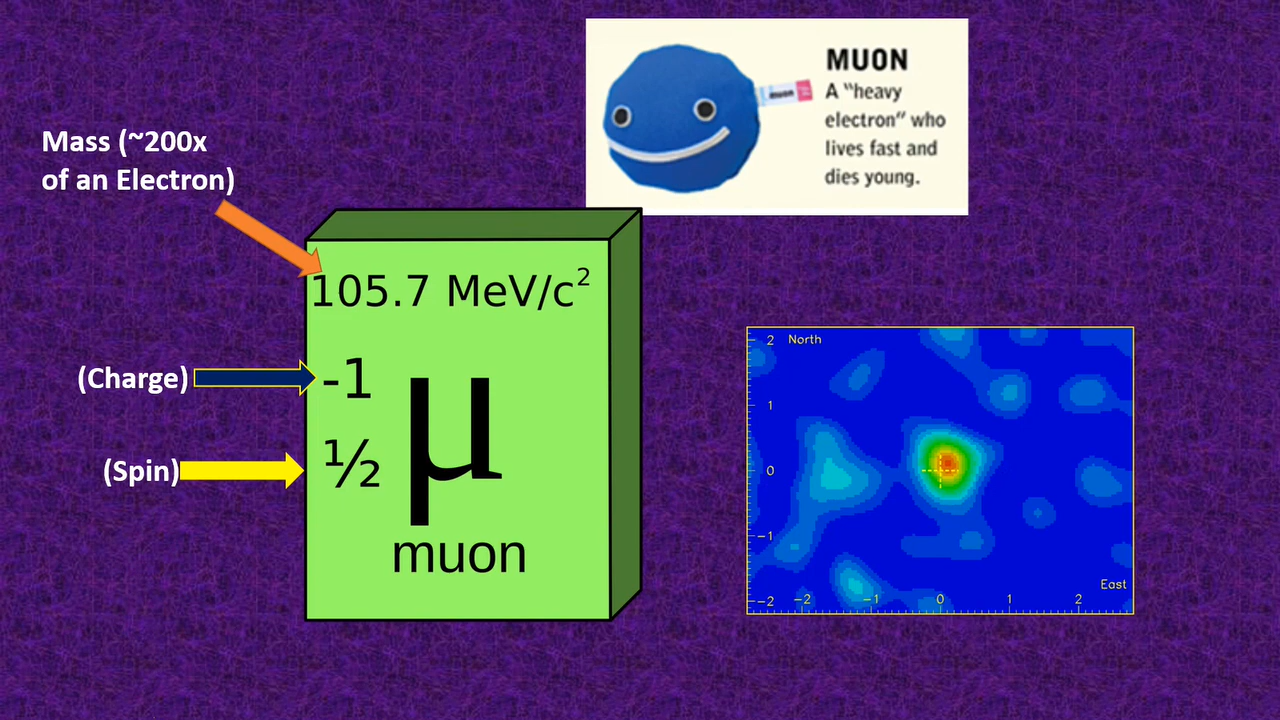 MUON
A "heavy
electron" who
lives fast and
dies young.
muon
Mass (~200x
of an Electron)
105.7 MeV/c²
(Charge)
-1
(Spin)
½
μ
muon
2 North
1
0
-1
-2 -2 -1 0 1 2
East